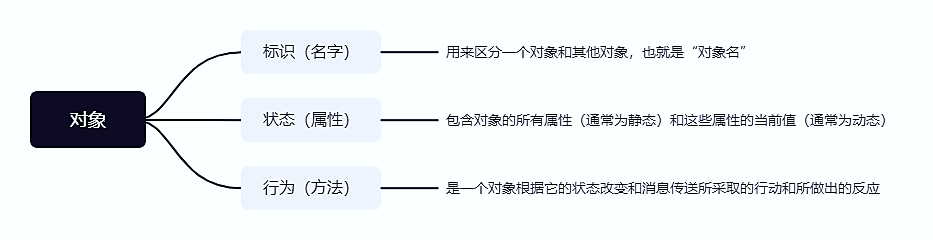 对象
标识（名字）
用来区分一个对象和其他对象，也就是“对象名”
状态（属性）
包含对象的所有属性（通常为静态）和这些属性的当前值（通常为动态）
行为（方法）
是一个对象根据它的状态改变和消息传送所采取的行动和所做出的反应